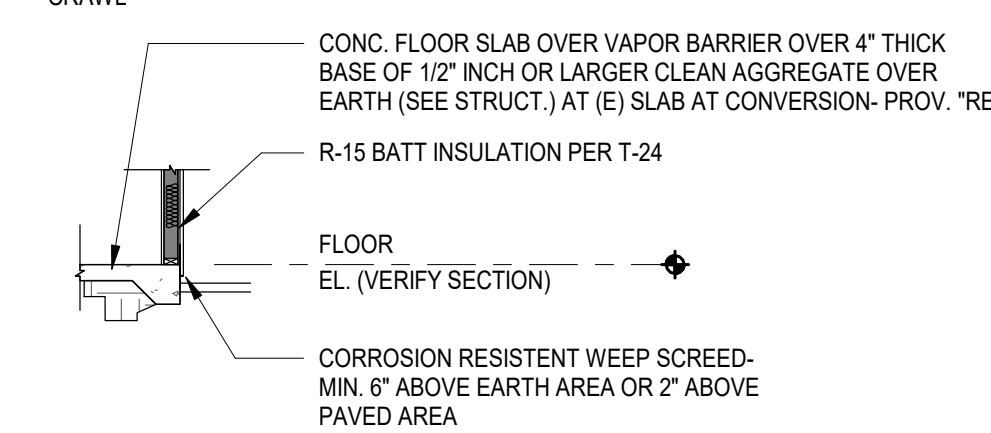 CRAWL
CONC. FLOOR SLAB OVER VAPOR BARRIER OVER 4" THICK
BASE OF 1/2" INCH OR LARGER CLEAN AGGREGATE OVER
EARTH (SEE STRUCT.) AT (E) SLAB AT CONVERSION- PROV. "RE
R-15 BATT INSULATION PER T-24
FLOOR
EL. (VERIFY SECTION)
CORROSION RESISTENT WEEP SCREED-
MIN. 6" ABOVE EARTH AREA OR 2" ABOVE
PAVED AREA